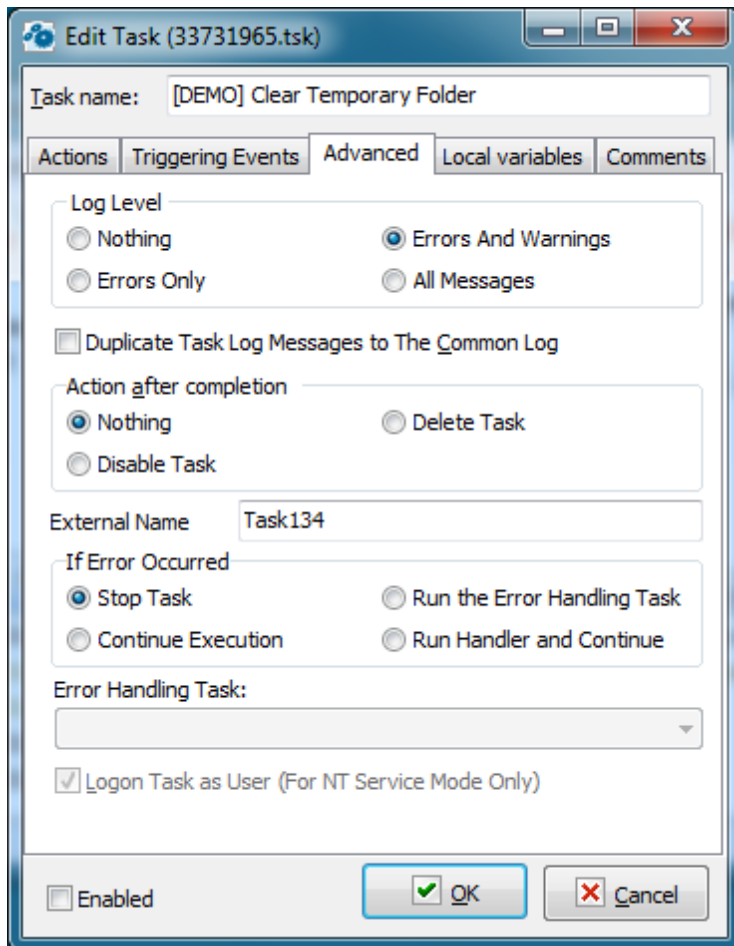 Edit Task (33731965.tsk)
Task name: [DEMO] Clear Temporary Folder
Actions Triggering Events Advanced Local variables Comments
Log Level
Nothing Errors And Warnings
Errors Only All Messages
Duplicate Task Log Messages to The Common Log
Action after completion
Nothing Delete Task
Disable Task
External Name Task134
If Error Occurred
Stop Task Run the Error Handling Task
Continue Execution Run Handler and Continue
Error Handling Task:
Logon Task as User (For NT Service Mode Only)
Enabled OK Cancel